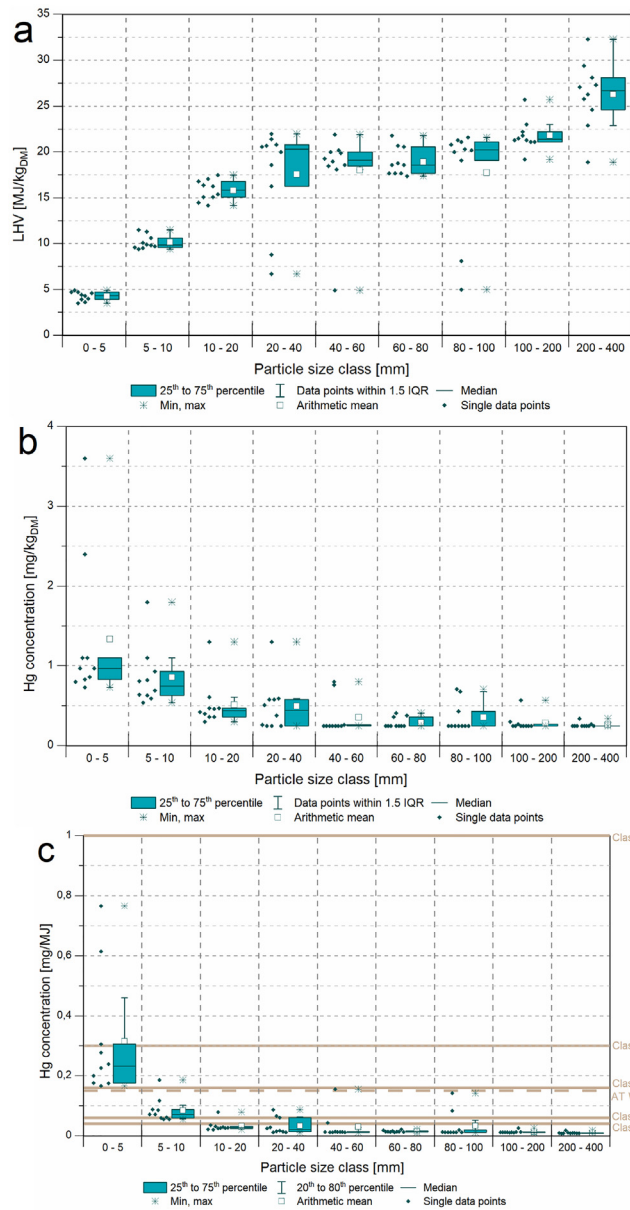 a
35
30
25
20
15
10
5
0
LHV [MJ/kgDM]
0 - 5 5 - 10 10 - 20 20 - 40 40 - 60 60 - 80 80 - 100 100 - 200 200 - 400
Particle size class [mm]
25th to 75th percentile Data points within 1.5 IQR Median
Min, max Arithmetic mean Single data points
b
4
3
2
1
0
Hg concentration [mg/kgDM]
0 - 5 5 - 10 10 - 20 20 - 40 40 - 60 60 - 80 80 - 100 100 - 200 200 - 400
Particle size class [mm]
25th to 75th percentile Data points within 1.5 IQR Median
Min, max Arithmetic mean Single data points
c
1
0,8
0,6
0,4
0,2
0
Hg concentration [mg/MJ]
Clas
Clas
Clas
AT
Clas
Clas
0 - 5 5 - 10 10 - 20 20 - 40 40 - 60 60 - 80 80 - 100 100 -200 200 -400
Particle size class [mm]
25th to 75th percentile 20th to 80th percentile Median
Min, max Arithmetic mean Single data points